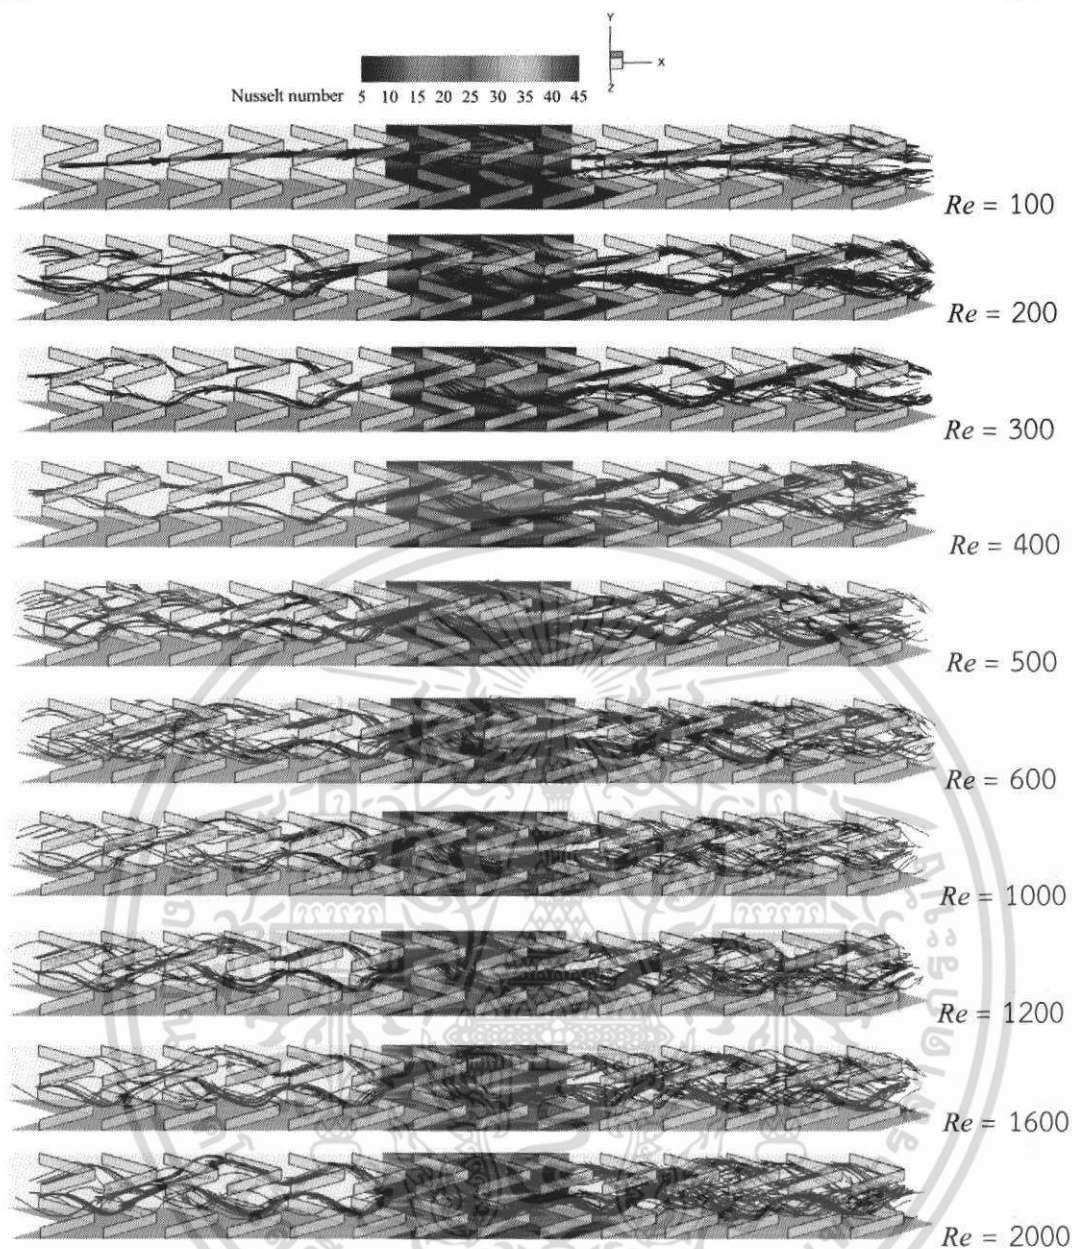 Y
X
Z
Nusselt number 5 10 15 20 25 30 35 40 45
Re = 100
Re = 200
Re = 300
Re = 400
Re = 500
Re = 600
Re = 1000
Re = 1200
Re = 1600
Re = 2000